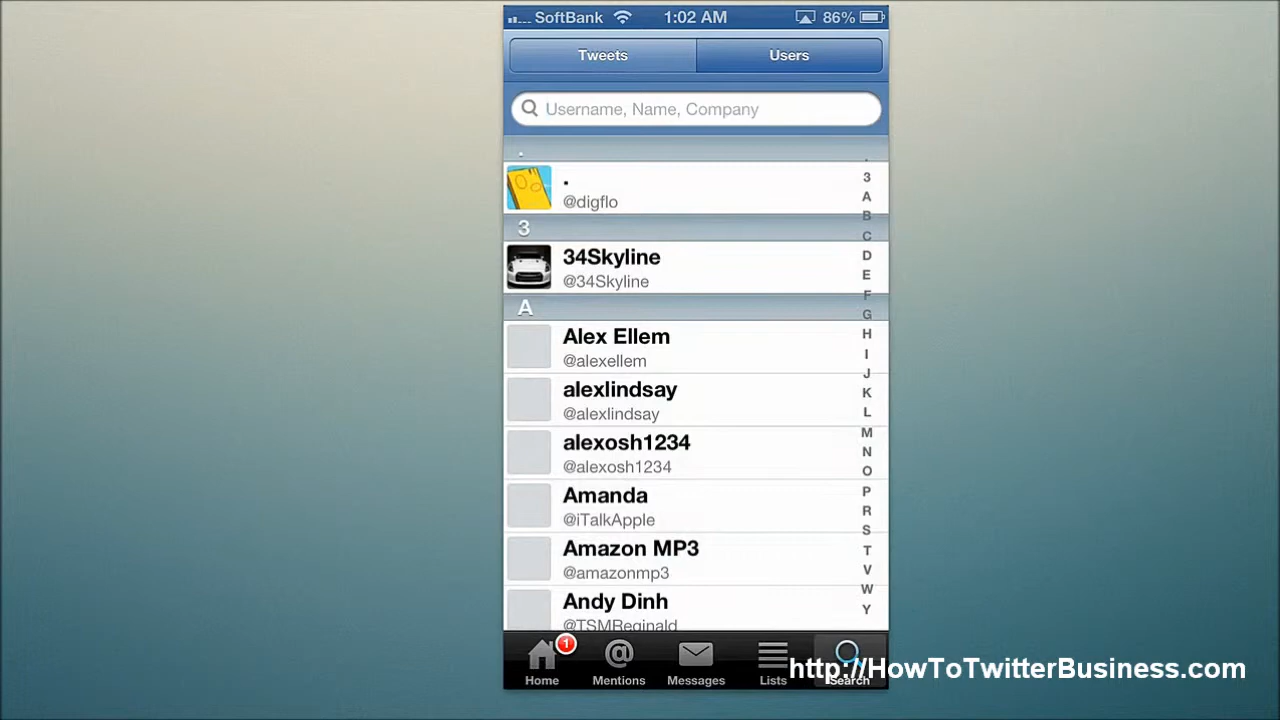 SoftBank 1:02 AM 86%
Tweets Users
Username, Name, Company
.
.
@digflo
3
34Skyline
@34Skyline
A
Alex Ellem
@alexellem
alexlindsay
@alexlindsay
alexosh1234
@alexosh1234
Amanda
@iTalkApple
Amazon MP3
@amazonmp3
Andy Dinh
@TSMReginald
.
3
A
B
C
D
E
F
G
H
I
J
K
L
M
N
O
P
R
S
T
V
W
Y
1
Home Mentions Messages Lists Search
http://HowToTwitterBusiness.com